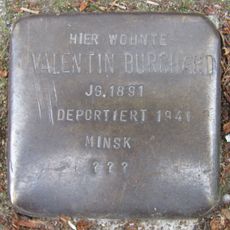 HIER WOHNTE
VALENTIN BURCHARD
JG. 1891
DEPORTIERT 1941
MINSK
? ? ?